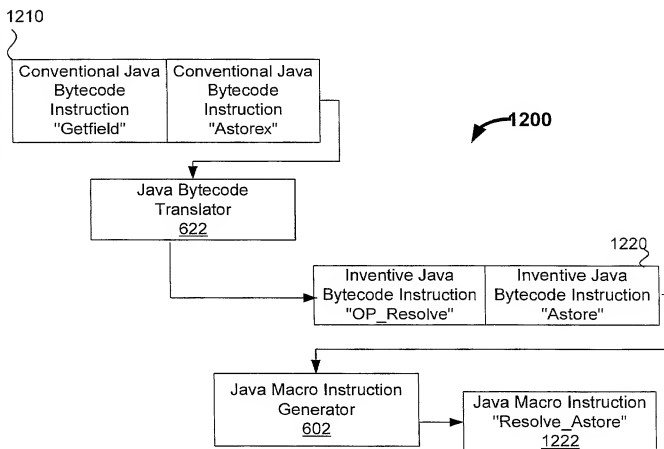 1210
Conventional Java
Bytecode
Instruction
"Getfield"
Conventional Java
Bytecode
Instruction
"Astorex"
1200
Java Bytecode
Translator
622
1220
Inventive Java
Bytecode Instruction
"OP_Resolve"
Inventive Java
Bytecode Instruction
"Astore"
Java Macro Instruction
Generator
602
Java Macro Instruction
"Resolve_Astore"
1222